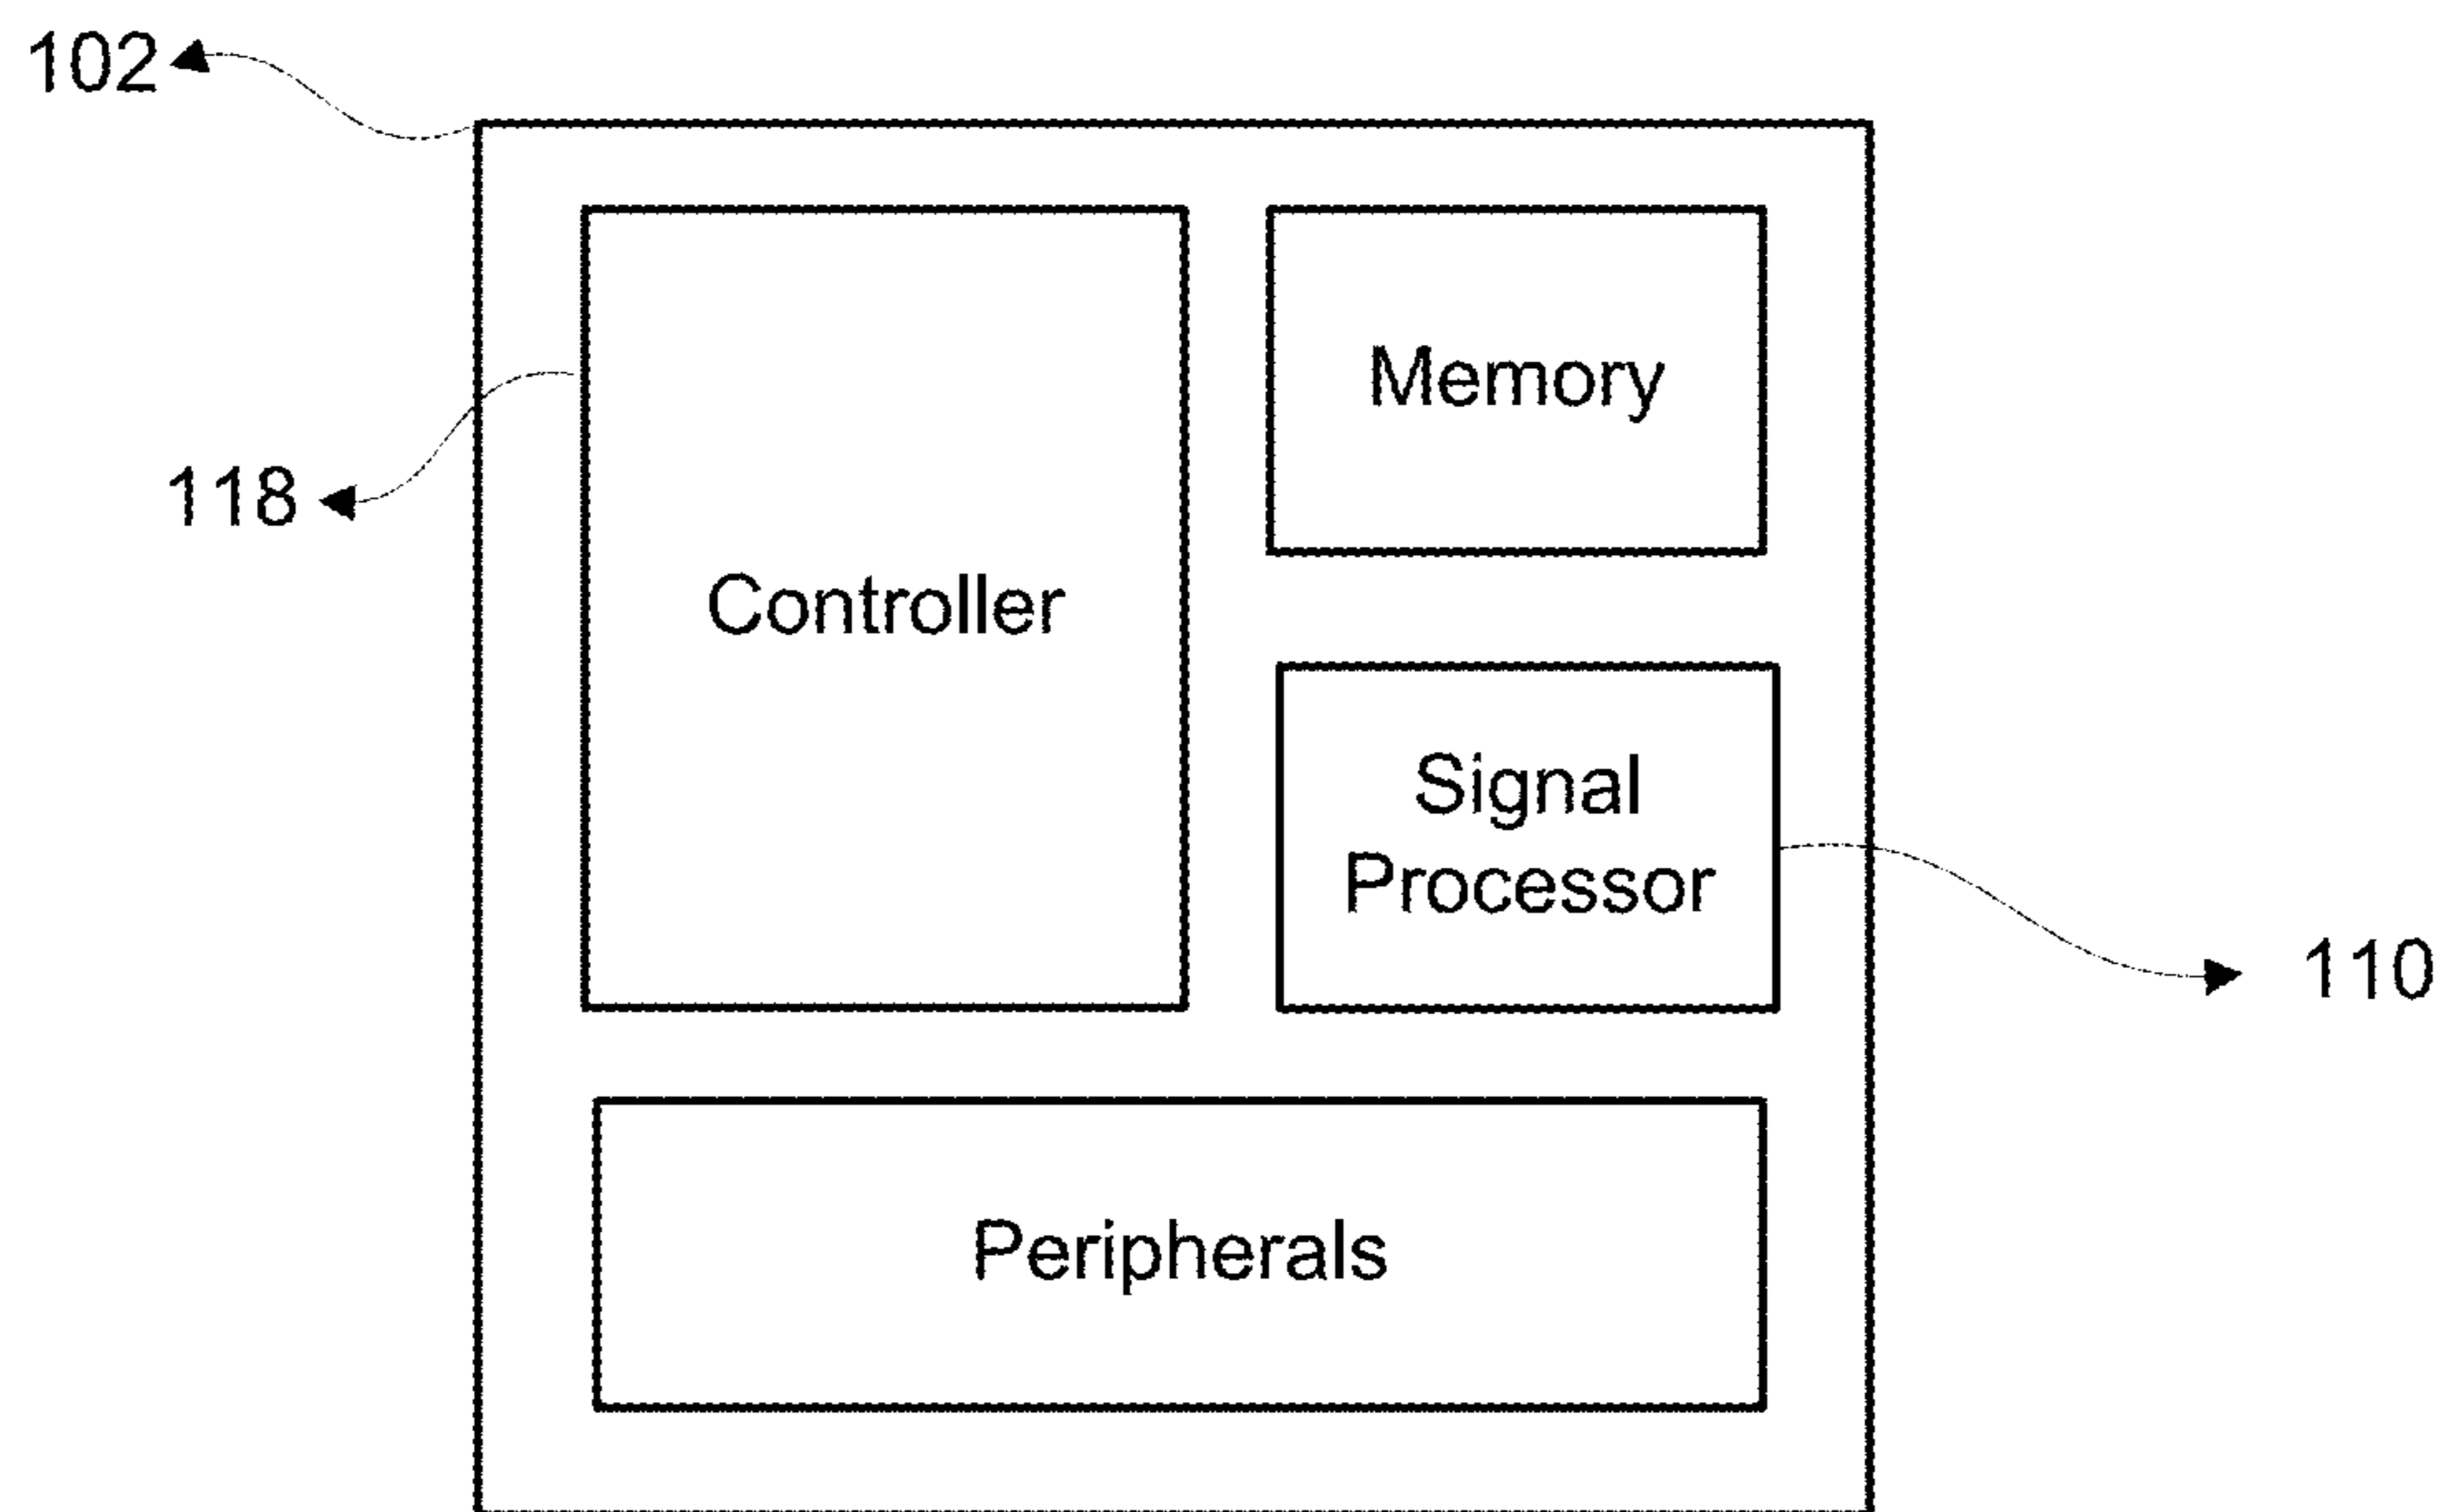 102
Memory
118
Controller
Signal
Processor
110
Peripherals